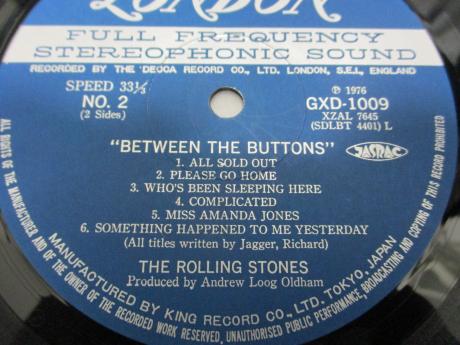 LONDON
FULL FREQUENCY
STEREOPHONIC SOUND
RECORDED BY THE DECCA RECORD CO., LTD. LONDON, S.E.I., ENGLAND
SPEED 33⅓
NO. 2
(2 Sides)
℗ 1976
GXD-1009
XZAL 7645
(SDLBT 4401) L
"BETWEEN THE BUTTONS"
JASRAC
1. ALL SOLD OUT
2. PLEASE GO HOME
3. WHO'S BEEN SLEEPING HERE
4. COMPLICATED
5. MISS AMANDA JONES
6. SOMETHING HAPPENED TO ME YESTERDAY
(All titles written by Jagger, Richard)
THE ROLLING STONES
Produced by Andrew Loog Oldham
MANUFACTURED BY KING RECORD CO., LTD. TOKYO, JAPAN
ALL RIGHTS OF THE MANUFACTURER AND OF THE OWNER OF THE RECORDED WORK RESERVED, UNAUTHORISED PUBLIC PERFORMANCE, BROADCASTING AND COPYING OF THIS RECORD PROHIBITED